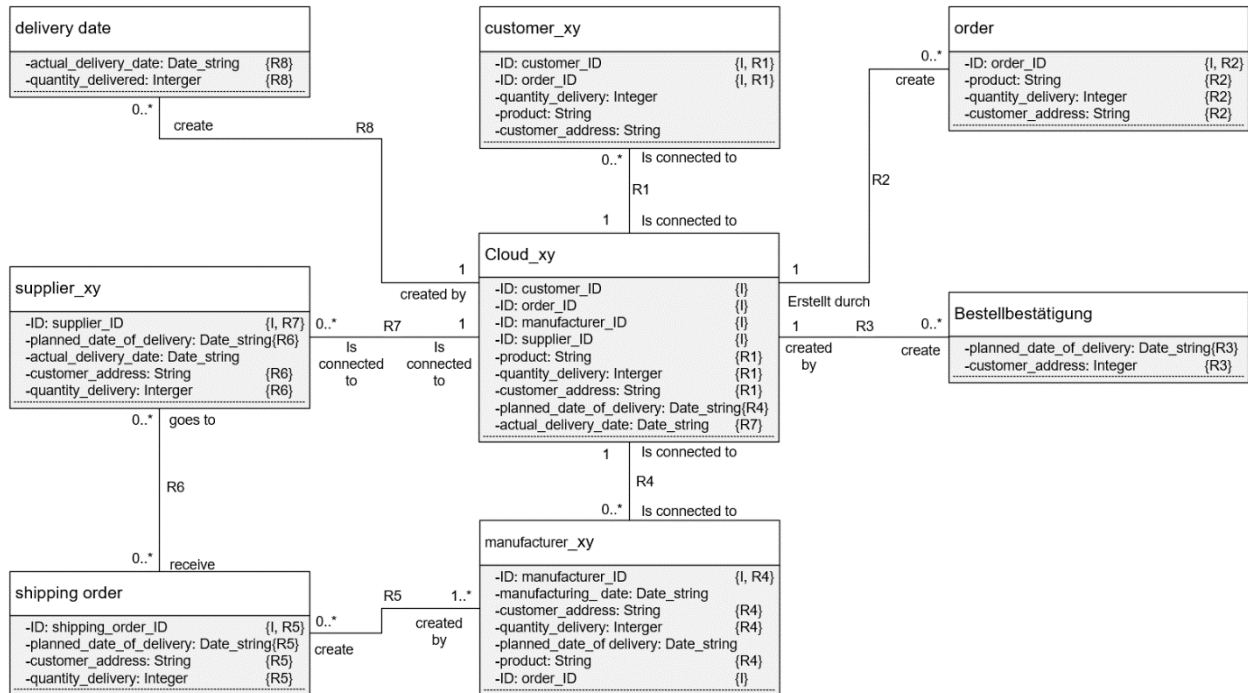 delivery date
-actual_delivery_date: Date_string {R8}
-quantity_delivered: Interger {R8}
0..*
create
R8
1
created by
customer_xy
-ID: customer_ID {I, R1}
-ID: order_ID {I, R1}
-quantity_delivery: Integer
-product: String
-customer_address: String
0..*
Is connected to
R1
1
Is connected to
order
-ID: order_ID {I, R2}
-product: String {R2}
-quantity_delivery: Integer {R2}
-customer_address: String {R2}
0..*
create
R2
1
Erstellt durch
Cloud_xy
-ID: customer_ID {I}
-ID: order_ID {I}
-ID: manufacturer_ID {I}
-ID: supplier_ID {I}
-product: String {R1}
-quantity_delivery: Interger {R1}
-customer_address: String {R1}
-planned_date_of_delivery: Date_string{R4}
-actual_delivery_date: Date_string {R7}
supplier_xy
-ID: supplier_ID {I, R7}
-planned_date_of_delivery: Date_string{R6}
-actual_delivery_date: Date_string
-customer_address: String {R6}
-quantity_delivery: Interger {R6}
0..*
R7
1
Is
connected
to
Is
connected
to
1
R3
0..*
created
by
create
Bestellbestätigung
-planned_date_of_delivery: Date_string{R3}
-customer_address: Integer {R3}
0..*
goes to
R6
0..*
receive
1
Is connected to
R4
0..*
Is connected to
shipping order
-ID: shipping_order_ID {I, R5}
-planned_date_of_delivery: Date_string{R5}
-customer_address: String {R5}
-quantity_delivery: Integer {R5}
0..*
create
R5
1..*
created
by
manufacturer_xy
-ID: manufacturer_ID {I, R4}
-manufacturing_ date: Date_string
-customer_address: String {R4}
-quantity_delivery: Interger {R4}
-planned_date_of delivery: Date_string
-product: String {R4}
-ID: order_ID {I}